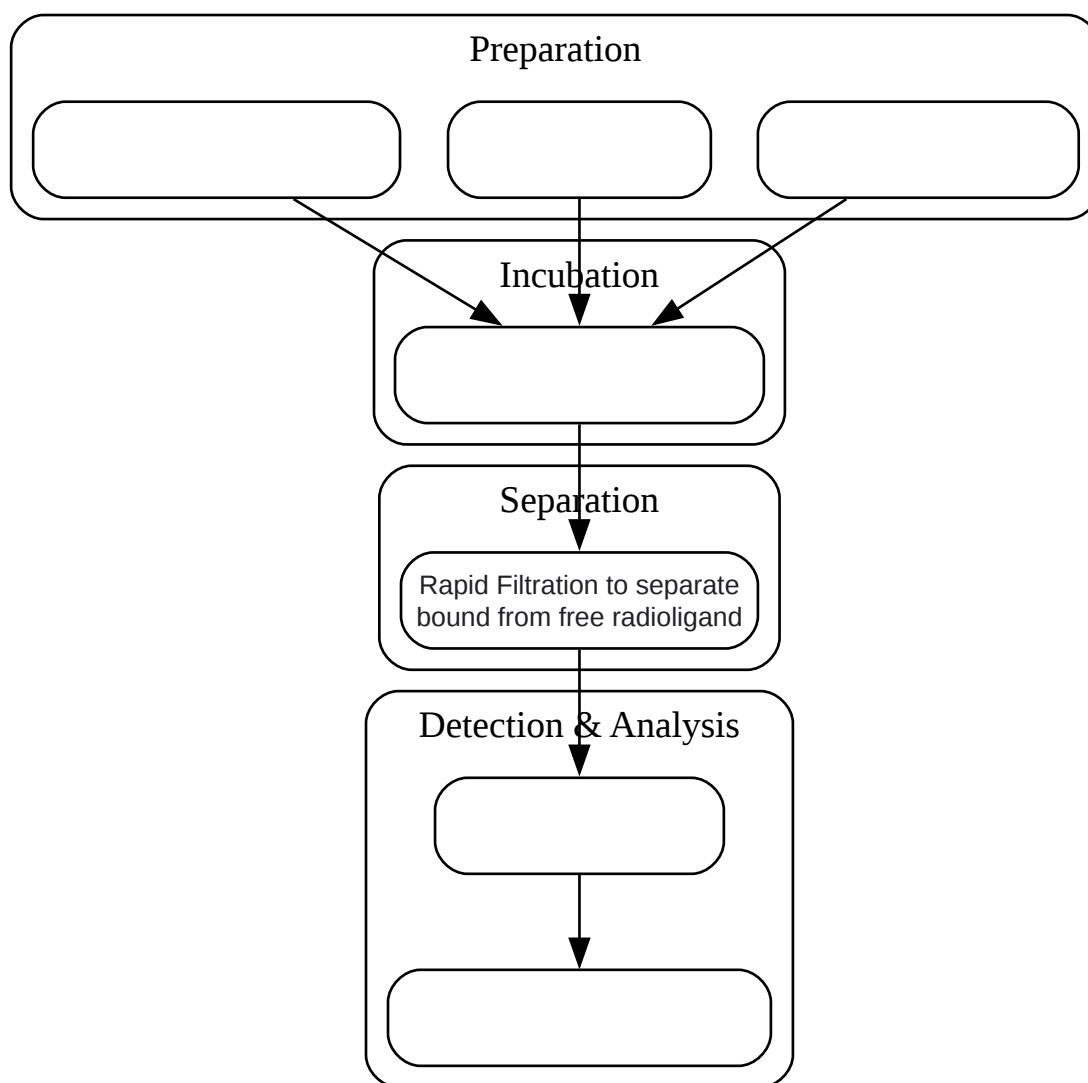 Preparation
Incubation
Separation
Rapid Filtration to separate
bound from free radioligand
Detection & Analysis